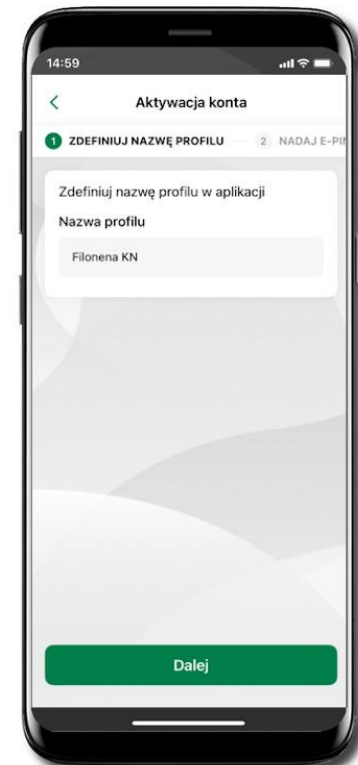 14:59
Aktywacja konta
1 ZDEFINIUJ NAZWĘ PROFILU 2 NADAJ E-PI
Zdefiniuj nazwę profilu w aplikacji
Nazwa profilu
Filonena KN
Dalej